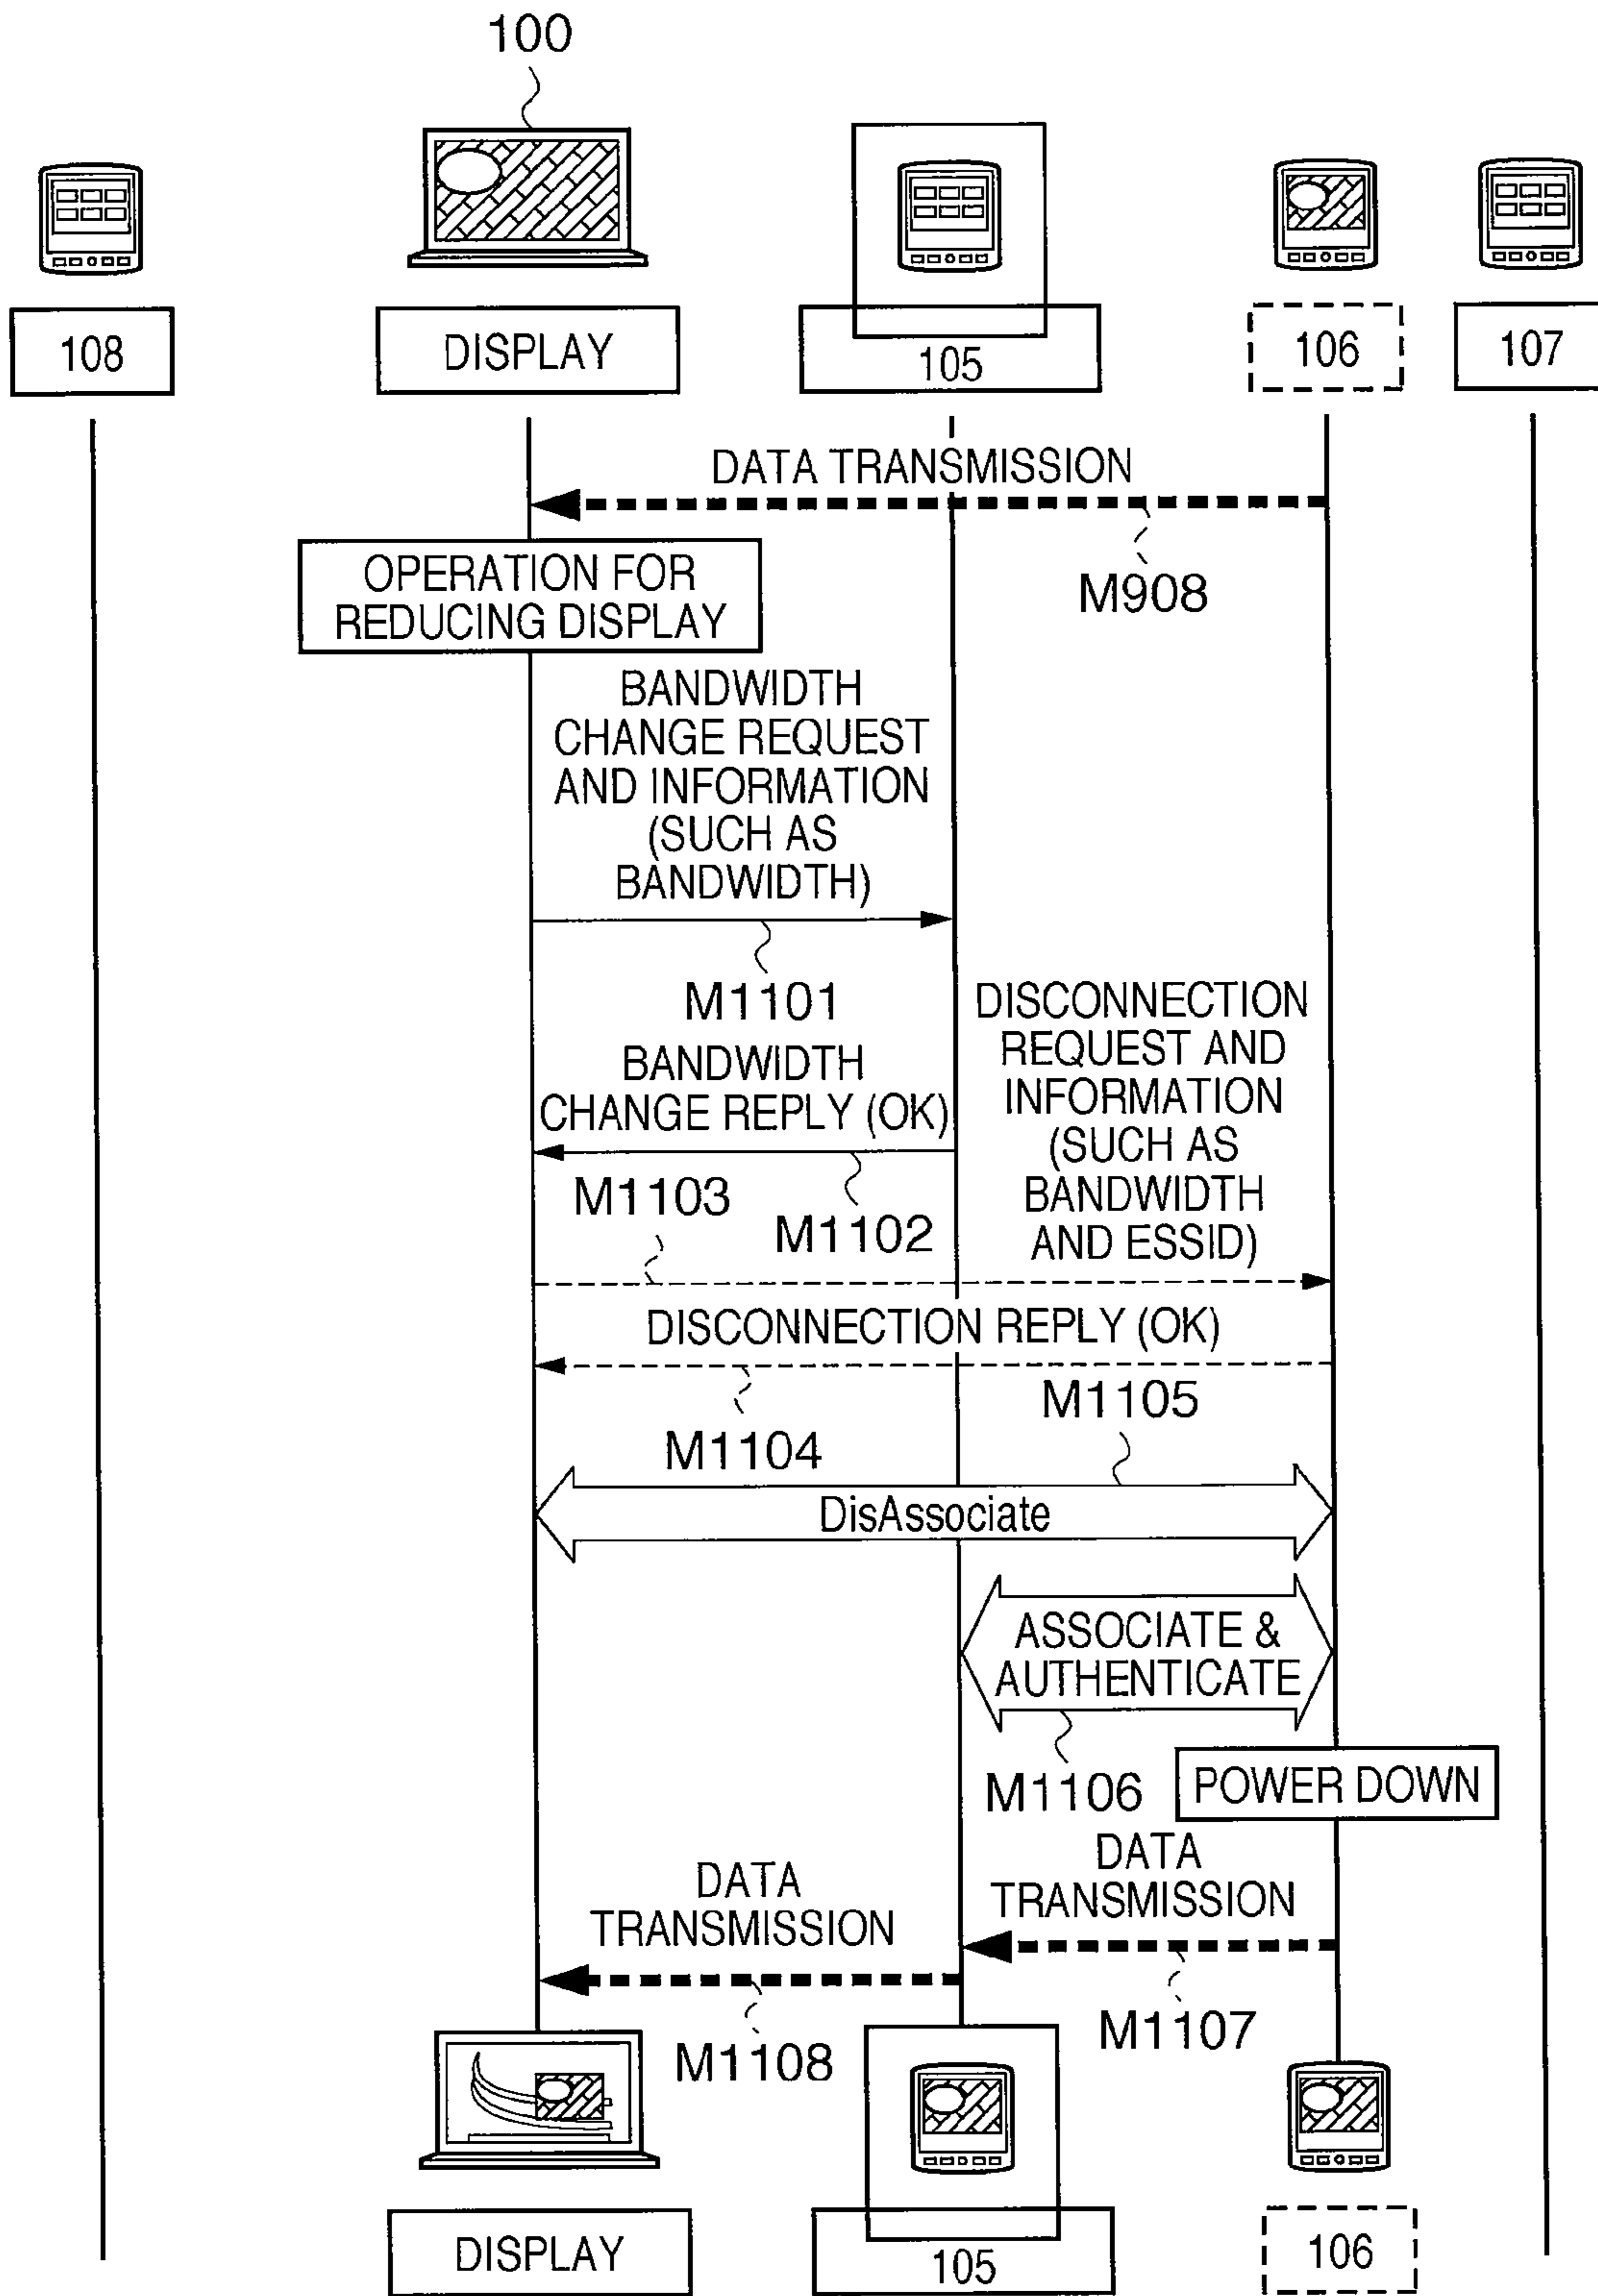 100
108
DISPLAY
105
106
107
DATA TRANSMISSION
M908
OPERATION FOR
REDUCING DISPLAY
BANDWIDTH
CHANGE REQUEST
AND INFORMATION
(SUCH AS
BANDWIDTH)
M1101
DISCONNECTION
REQUEST AND
INFORMATION
(SUCH AS
BANDWIDTH
AND ESSID)
BANDWIDTH
CHANGE REPLY (OK)
M1103
M1102
DISCONNECTION REPLY (OK)
M1105
M1104
DisAssociate
ASSOCIATE &
AUTHENTICATE
M1106
POWER DOWN
DATA
TRANSMISSION
DATA
TRANSMISSION
M1107
M1108
DISPLAY
105
106